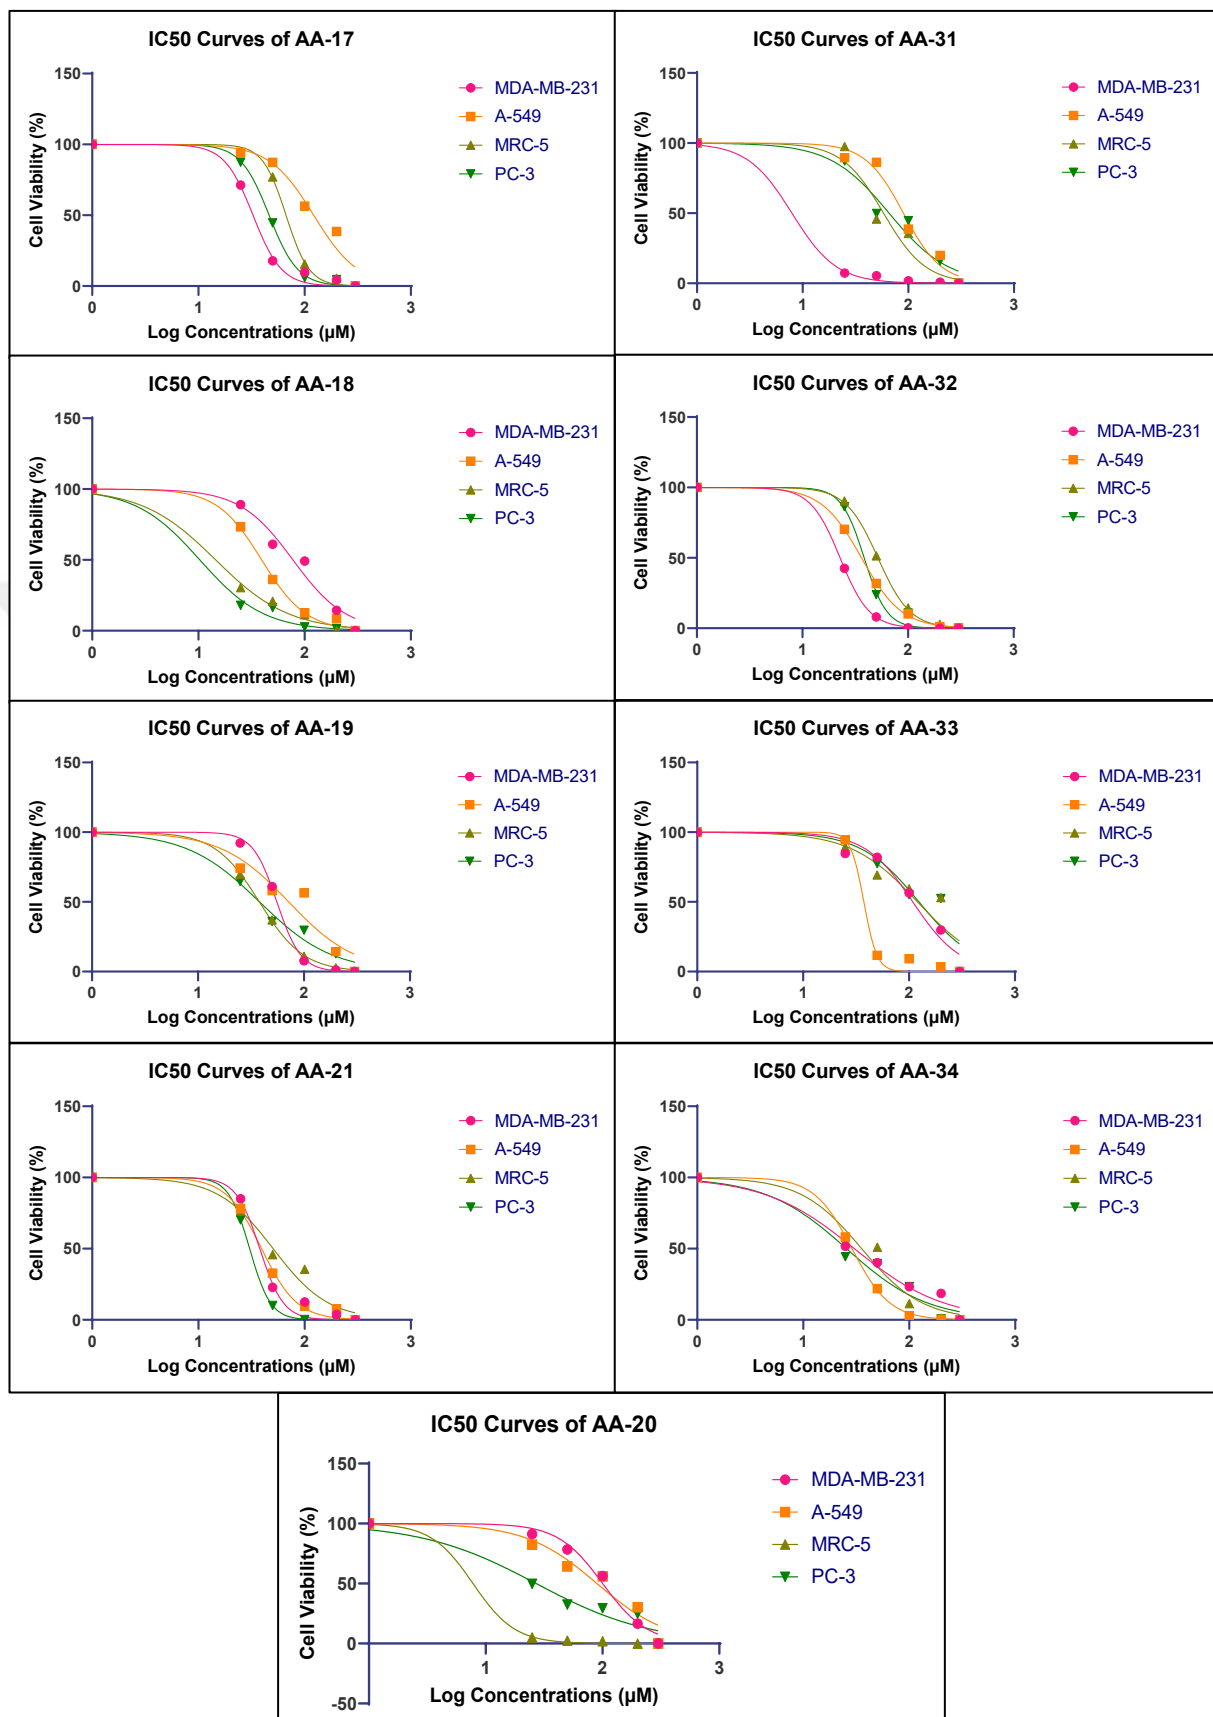 IC50 Curves of AA-17
150
100
50
0
0 1 2 3
Cell Viability (%)
Log Concentrations (µM)
MDA-MB-231
A-549
MRC-5
PC-3
IC50 Curves of AA-31
150
100
50
0
0 1 2 3
Cell Viability (%)
Log Concentrations (µM)
MDA-MB-231
A-549
MRC-5
PC-3
IC50 Curves of AA-18
150
100
50
0
0 1 2 3
Cell Viability (%)
Log Concentrations (µM)
MDA-MB-231
A-549
MRC-5
PC-3
IC50 Curves of AA-32
150
100
50
0
0 1 2 3
Cell Viability (%)
Log Concentrations (µM)
MDA-MB-231
A-549
MRC-5
PC-3
IC50 Curves of AA-19
150
100
50
0
0 1 2 3
Cell Viability (%)
Log Concentrations (µM)
MDA-MB-231
A-549
MRC-5
PC-3
IC50 Curves of AA-33
150
100
50
0
0 1 2 3
Cell Viability (%)
Log Concentrations (µM)
MDA-MB-231
A-549
MRC-5
PC-3
IC50 Curves of AA-21
150
100
50
0
0 1 2 3
Cell Viability (%)
Log Concentrations (µM)
MDA-MB-231
A-549
MRC-5
PC-3
IC50 Curves of AA-34
150
100
50
0
0 1 2 3
Cell Viability (%)
Log Concentrations (µM)
MDA-MB-231
A-549
MRC-5
PC-3
IC50 Curves of AA-20
150
100
50
0
-50
1 2 3
Cell Viability (%)
Log Concentrations (µM)
MDA-MB-231
A-549
MRC-5
PC-3